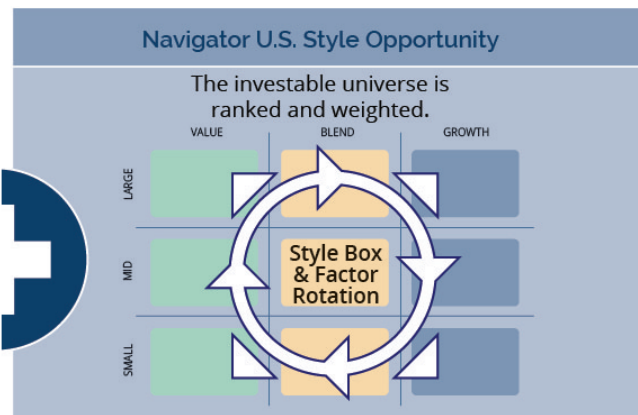 Navigator U.S. Style Opportunity
The investable universe is
ranked and weighted.
VALUE
BLEND
GROWTH
LARGE
MID
SMALL
Style Box
& Factor
Rotation